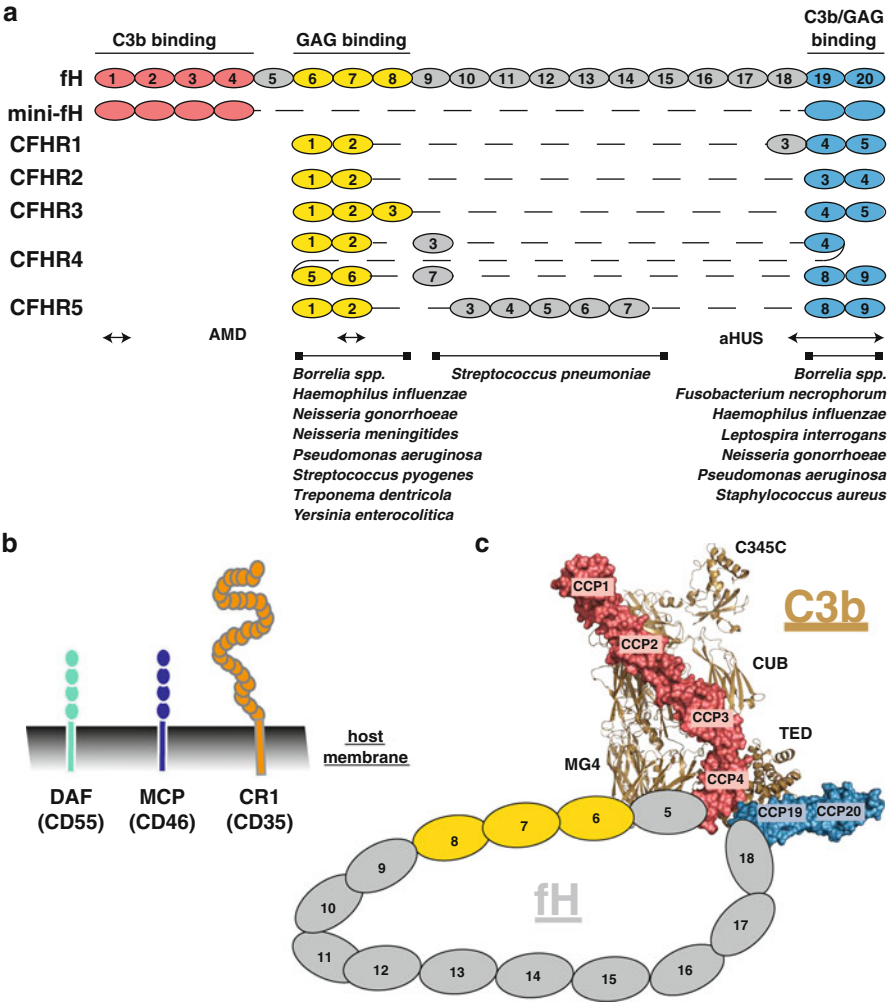 a
C3b binding
GAG binding
C3b/GAG
binding
fH 1 2 3 4 5 6 7 8 9 10 11 12 13 14 15 16 17 18 19 20
mini-fH
CFHR1 1 2 3 4 5
CFHR2 1 2 3 4
CFHR3 1 2 3 4 5
CFHR4
1 2 3 4
5 6 7 8 9
CFHR5 1 2 3 4 5 6 7 8 9
AMD
aHUS
Borrelia spp.
Haemophilus influenzae
Neisseria gonorrhoeae
Neisseria meningitides
Pseudomonas aeruginosa
Streptococcus pyogenes
Treponema dentricola
Yersinia enterocolitica
Streptococcus pneumoniae
Borrelia spp.
Fusobacterium necrophorum
Haemophilus influenzae
Leptospira interrogans
Neisseria gonorrhoeae
Pseudomonas aeruginosa
Staphylococcus aureus
b
host
membrane
DAF
(CD55)
MCP
(CD46)
CR1
(CD35)
c
C345C
C3b
CCP1
CCP2
CUB
CCP3
TED
MG4
CCP4
CCP19 CCP20
5
6
7
8
9
10
11
12
13
14
15
16
17
18
fH